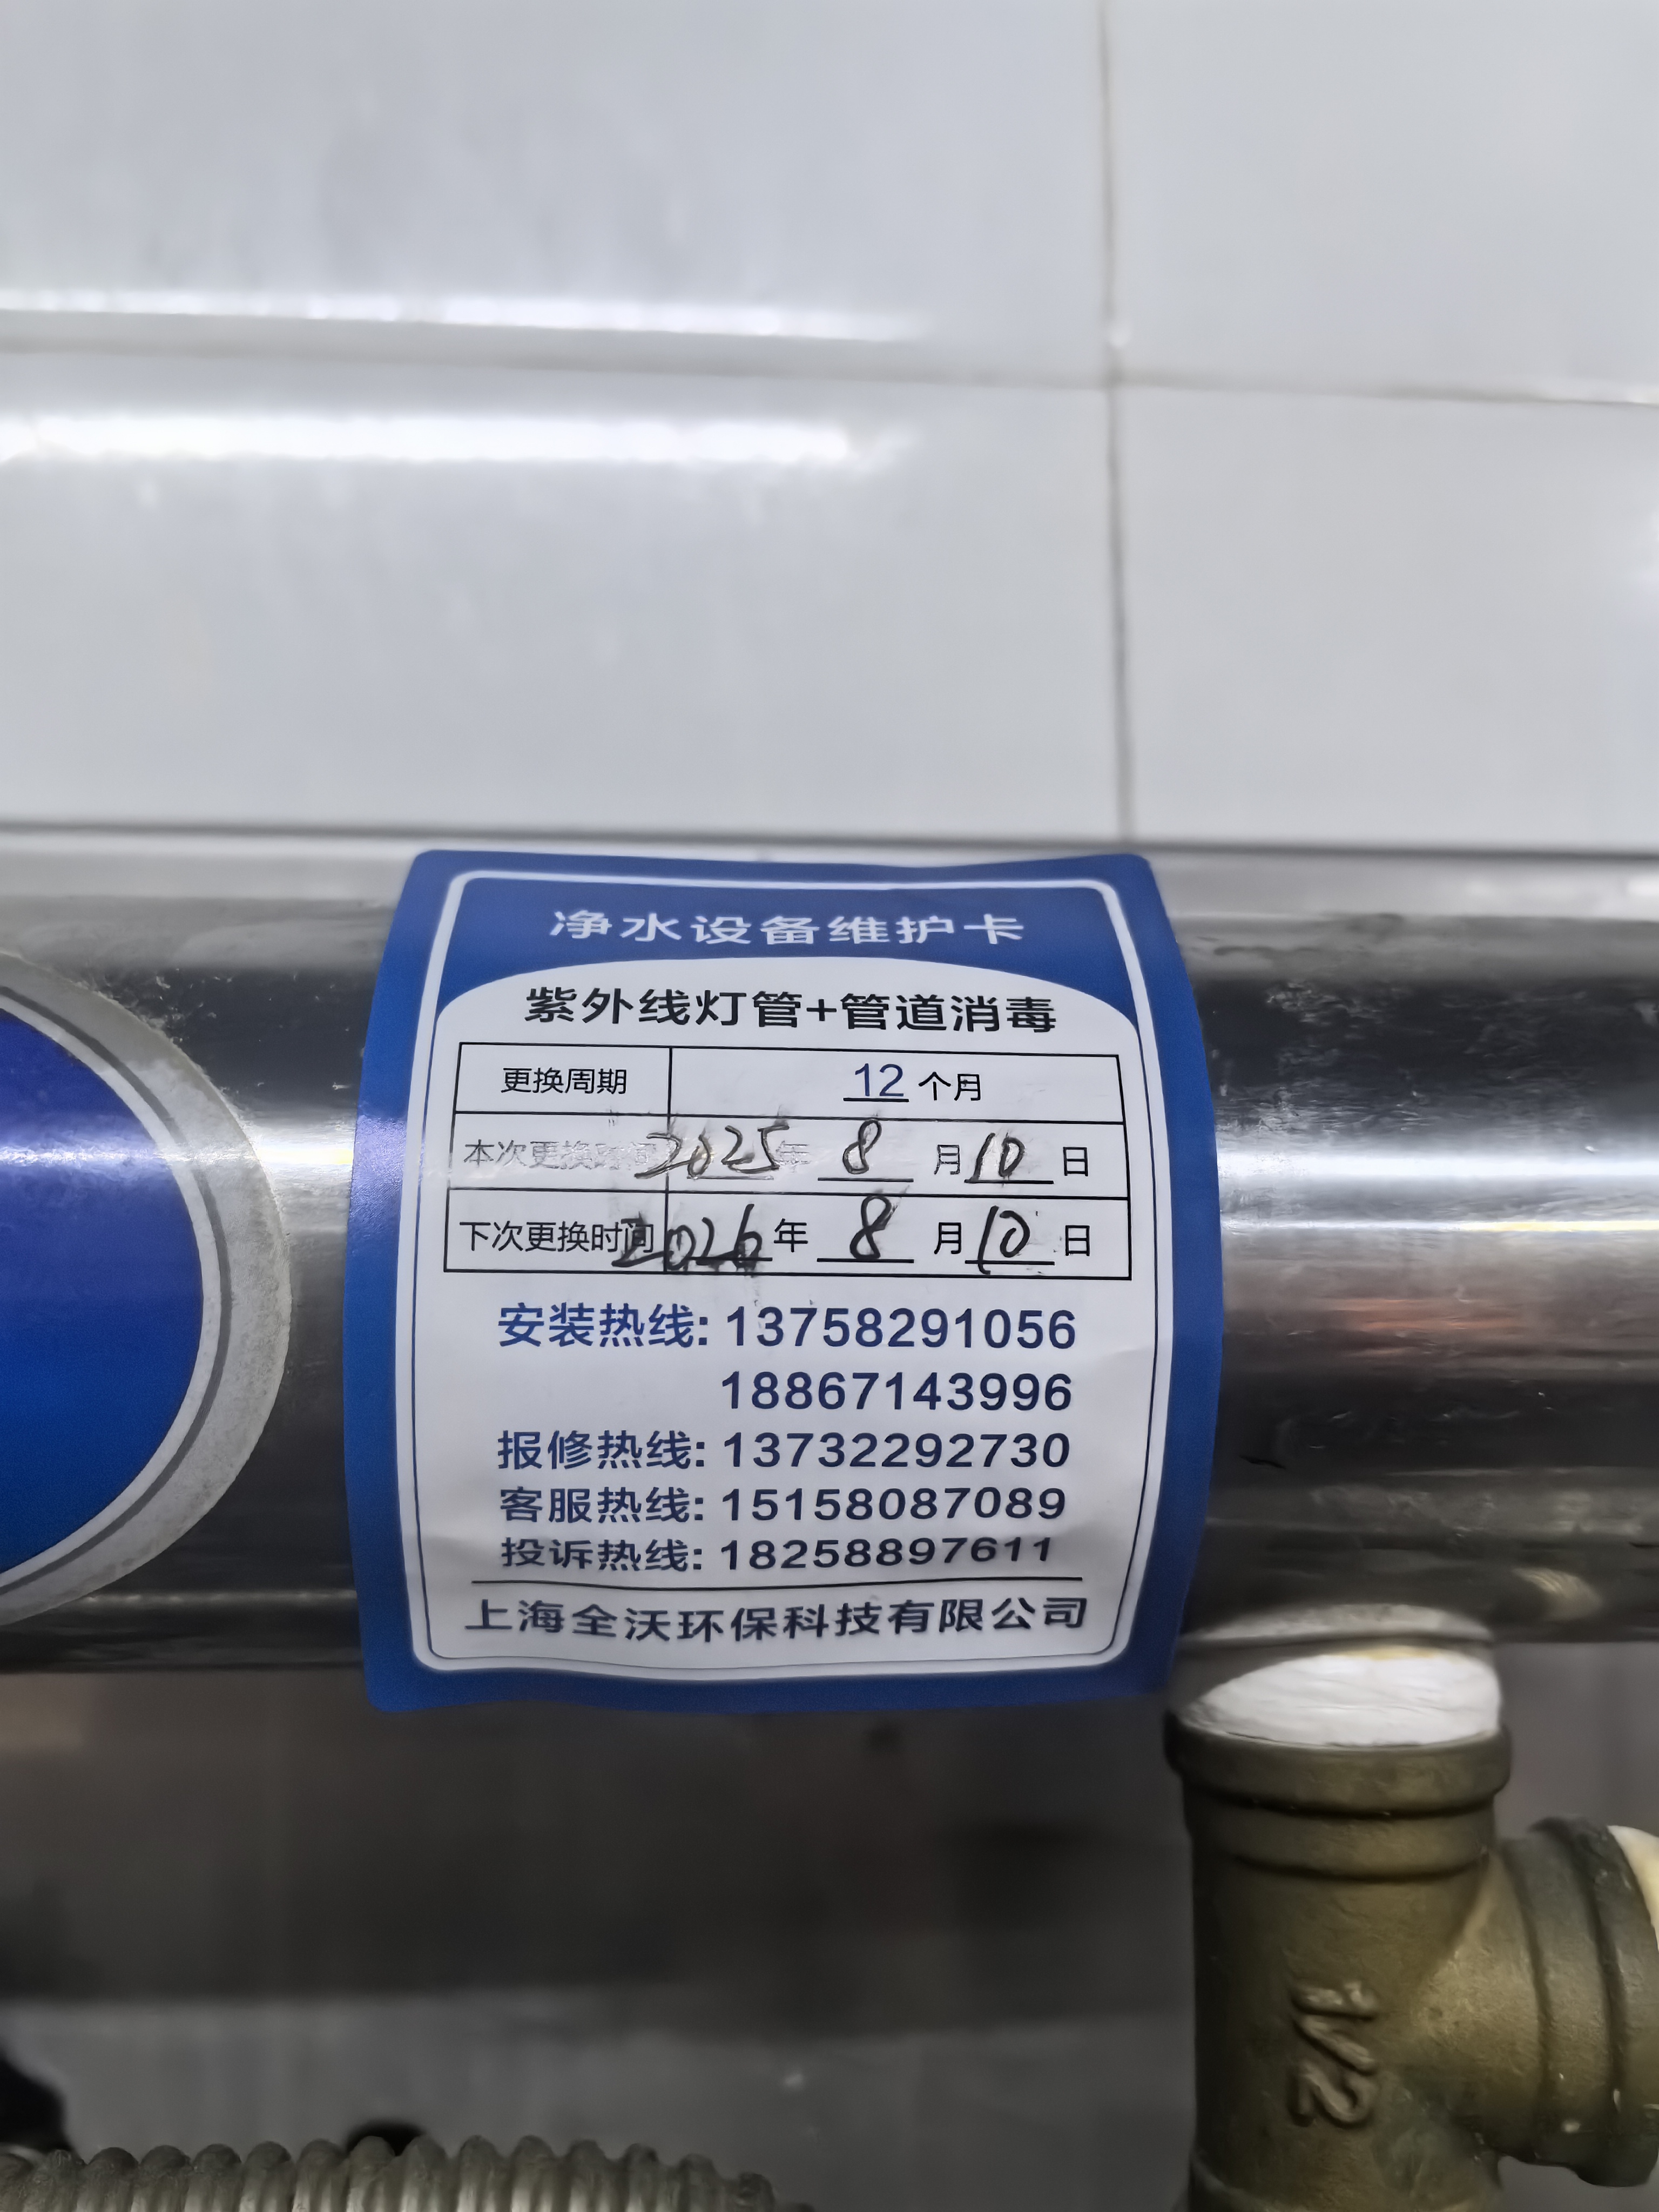 净水设备维护卡
紫外线灯管+管道消毒
更换周期 12 个月
本次更换时间 2025 年 8 月 10 日
下次更换时间 2026 年 8 月 10 日
安装热线: 13758291056
18867143996
报修热线: 13732292730
客服热线: 15158087089
投诉热线: 18258897611
上海全沃环保科技有限公司
1/2